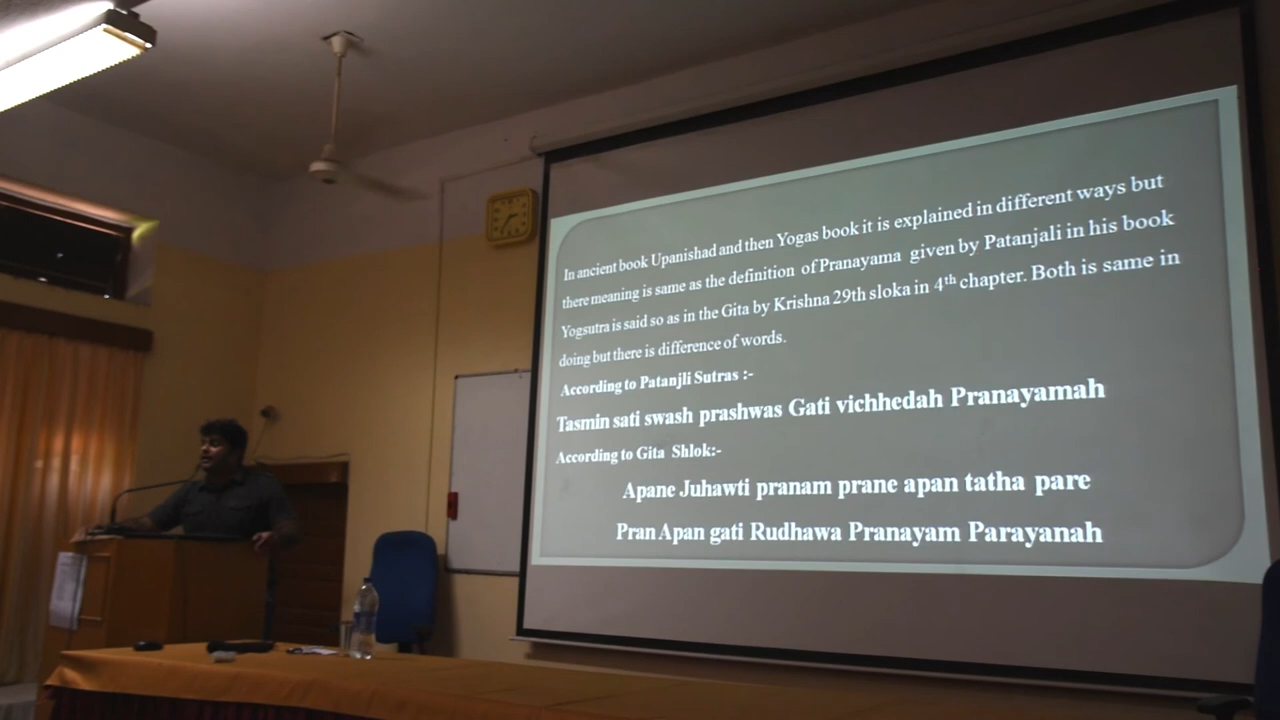 In ancient book Upanishad and then Yogas book it is explained in different ways but
there meaning is same as the definition of Pranayama given by Patanjali in his book
Yogsutra is said so as in the Gita by Krishna 29th sloka in 4th chapter. Both is same in
doing but there is difference of words.
According to Patanjli Sutras :-
Tasmin sati swash prashwas Gati vichhedah Pranayamah
According to Gita Shlok:-
Apane Juhawti pranam prane apan tatha pare
Pran Apan gati Rudhawa Pranayam Parayanah